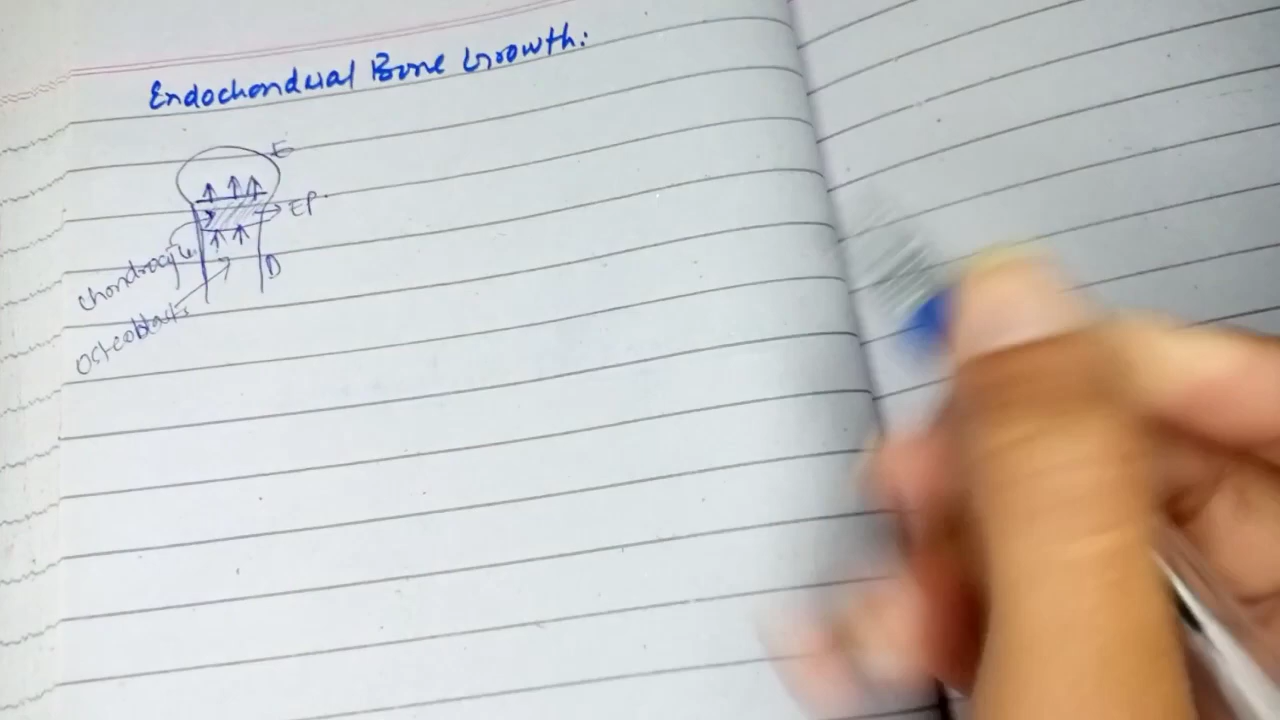 Endochondral Bone Growth:
E
EP
chondrocyte
D
Osteoblasts